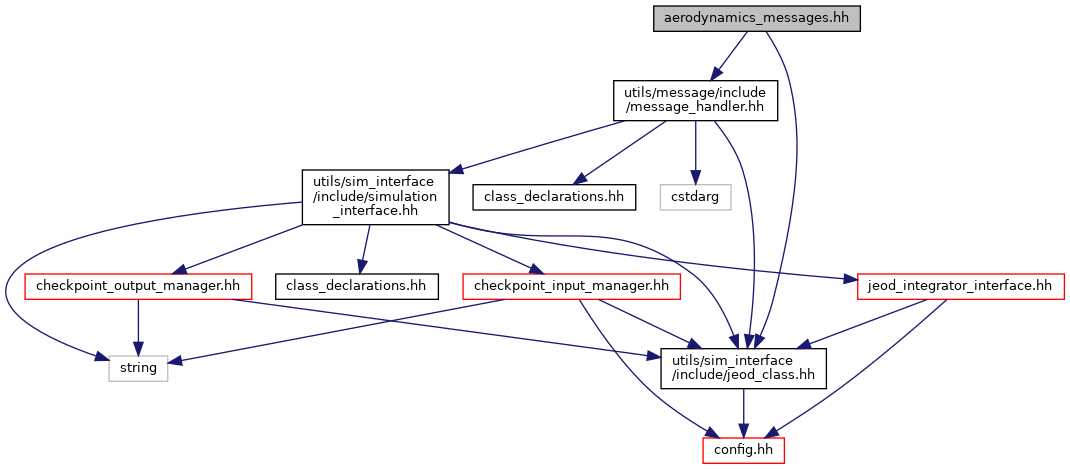 aerodynamics_messages.hh
utils/message/include
/message_handler.hh
utils/sim_interface
/include/simulation
_interface.hh
class_declarations.hh
cstdarg
checkpoint_output_manager.hh
class_declarations.hh
checkpoint_input_manager.hh
jeod_integrator_interface.hh
string
utils/sim_interface
/include/jeod_class.hh
config.hh